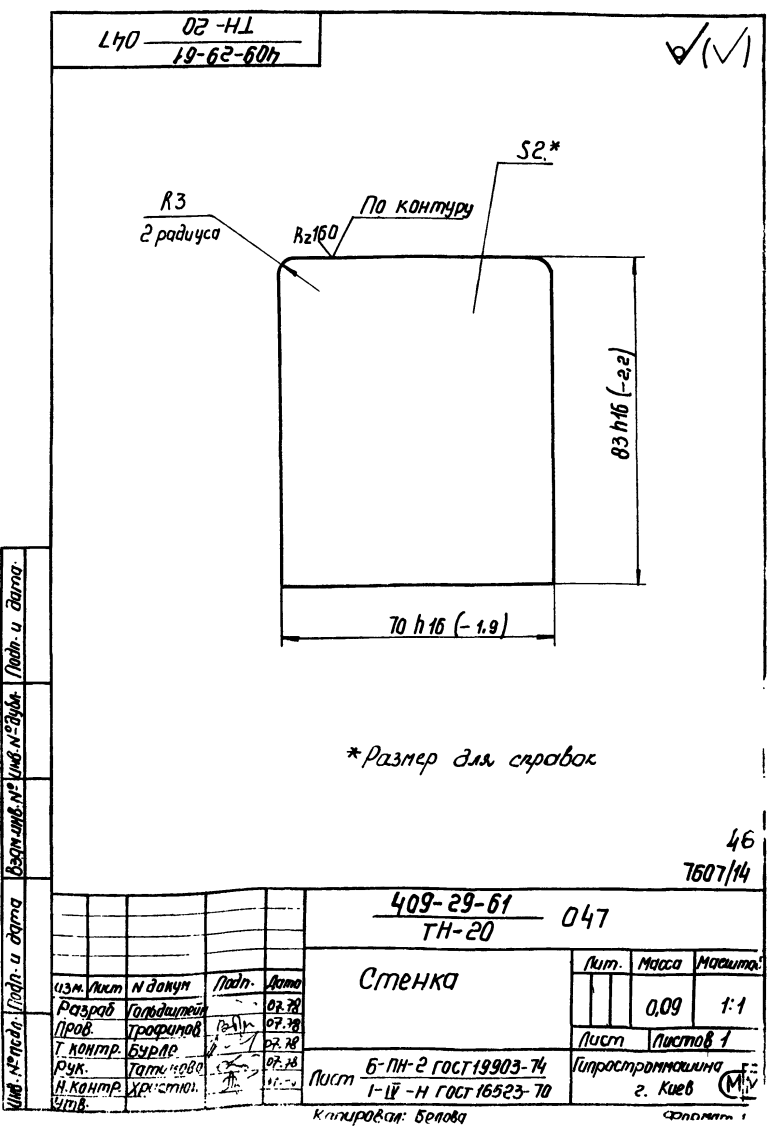 409-29-61
ТН-20
047
√(√)
S2.*
R3
2 радиуса
Rz160
По контуру
83 h16 (-2,2)
70 h16 (-1.9)
*Размер для справок
46
7607/14
Подп. и дата
Инв. № дубл.
Взам. инв. №
Подп. и дата
Инв. № подл.
409-29-61
ТН-20
047
Изм. Лист N докум Подп. Дата
Разраб Гольдштейн 07.78
Пров. Трофимов 07.78
Т контр. Бурле 07.78
Рук. 07.78
Н.контр.
Утв.
Стенка
Лит. Масса Масштаб
0,09 1:1
Лист Листов 1
Лист Б-ПН-2 ГОСТ 19903-74
I-IV-Н ГОСТ 16523-70
Гипростроммашина
г. Киев
Копировал: Белова
Формат